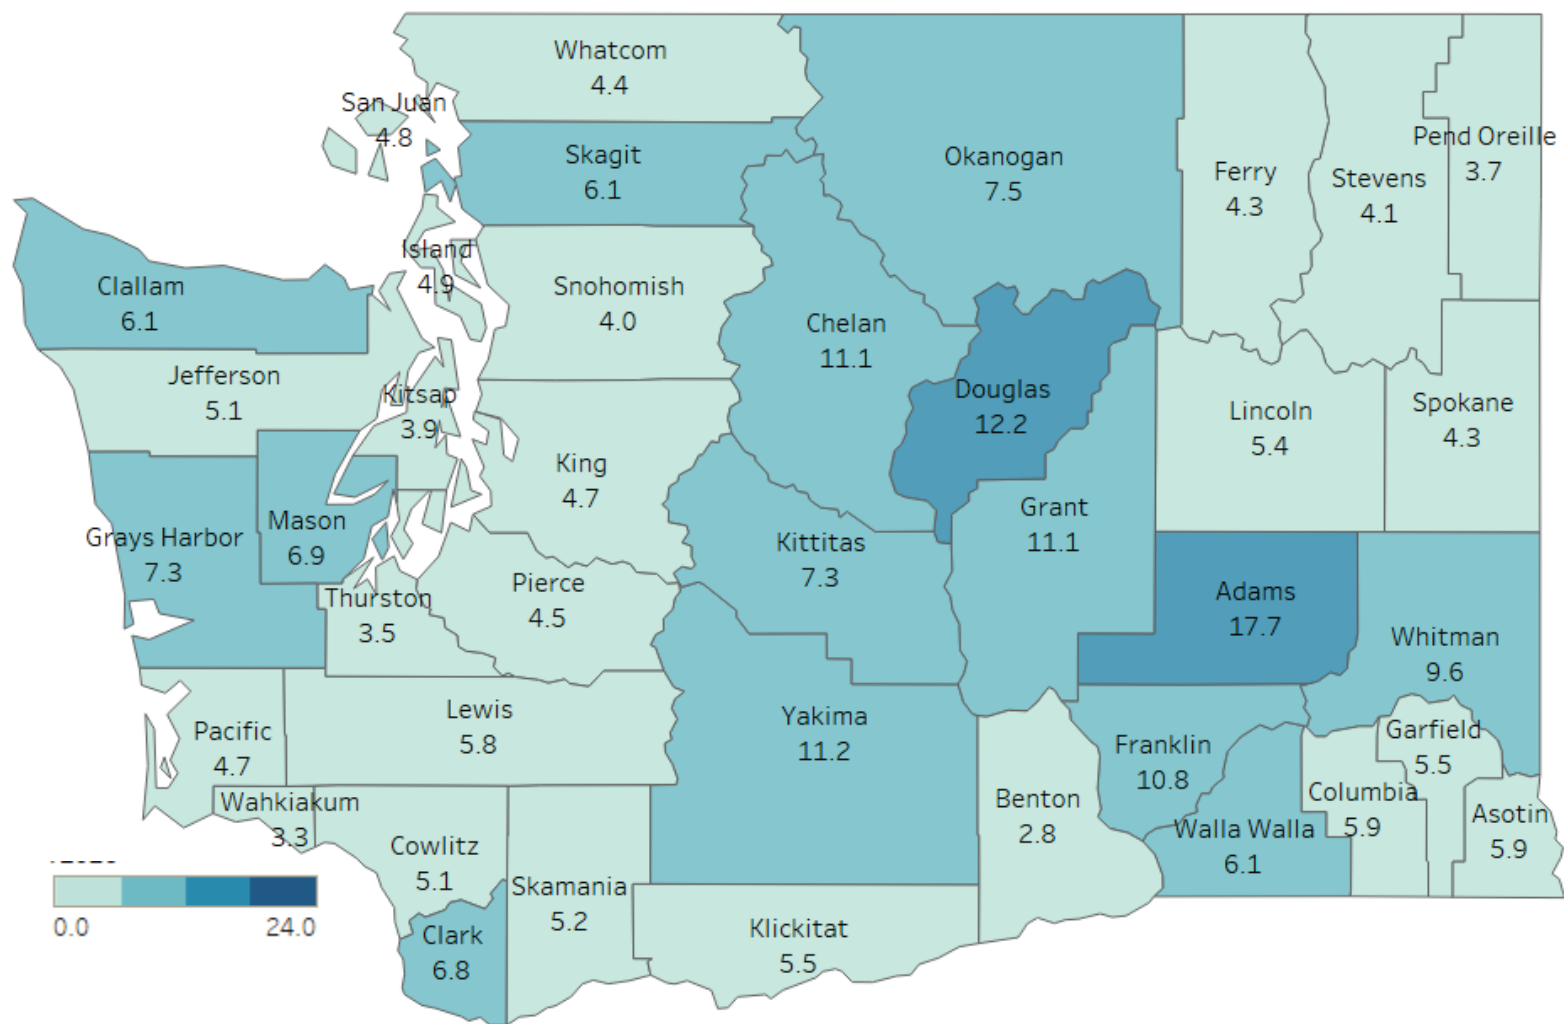 Whatcom
4.4
San Juan
4.8
Skagit
6.1
Okanogan
7.5
Ferry
4.3
Stevens
4.1
Pend Oreille
3.7
Island
4.9
Clallam
6.1
Snohomish
4.0
Chelan
11.1
Jefferson
5.1
Kitsap
3.9
Douglas
12.2
Lincoln
5.4
Spokane
4.3
King
4.7
Grant
11.1
Mason
6.9
Grays Harbor
7.3
Kittitas
7.3
Pierce
4.5
Thurston
3.5
Adams
17.7
Whitman
9.6
Lewis
5.8
Yakima
11.2
Pacific
4.7
Franklin
10.8
Garfield
5.5
Wahkiakum
3.3
Benton
2.8
Columbia
5.9
Asotin
5.9
Walla Walla
6.1
Cowlitz
5.1
Skamania
5.2
Klickitat
5.5
Clark
6.8
0.0 24.0